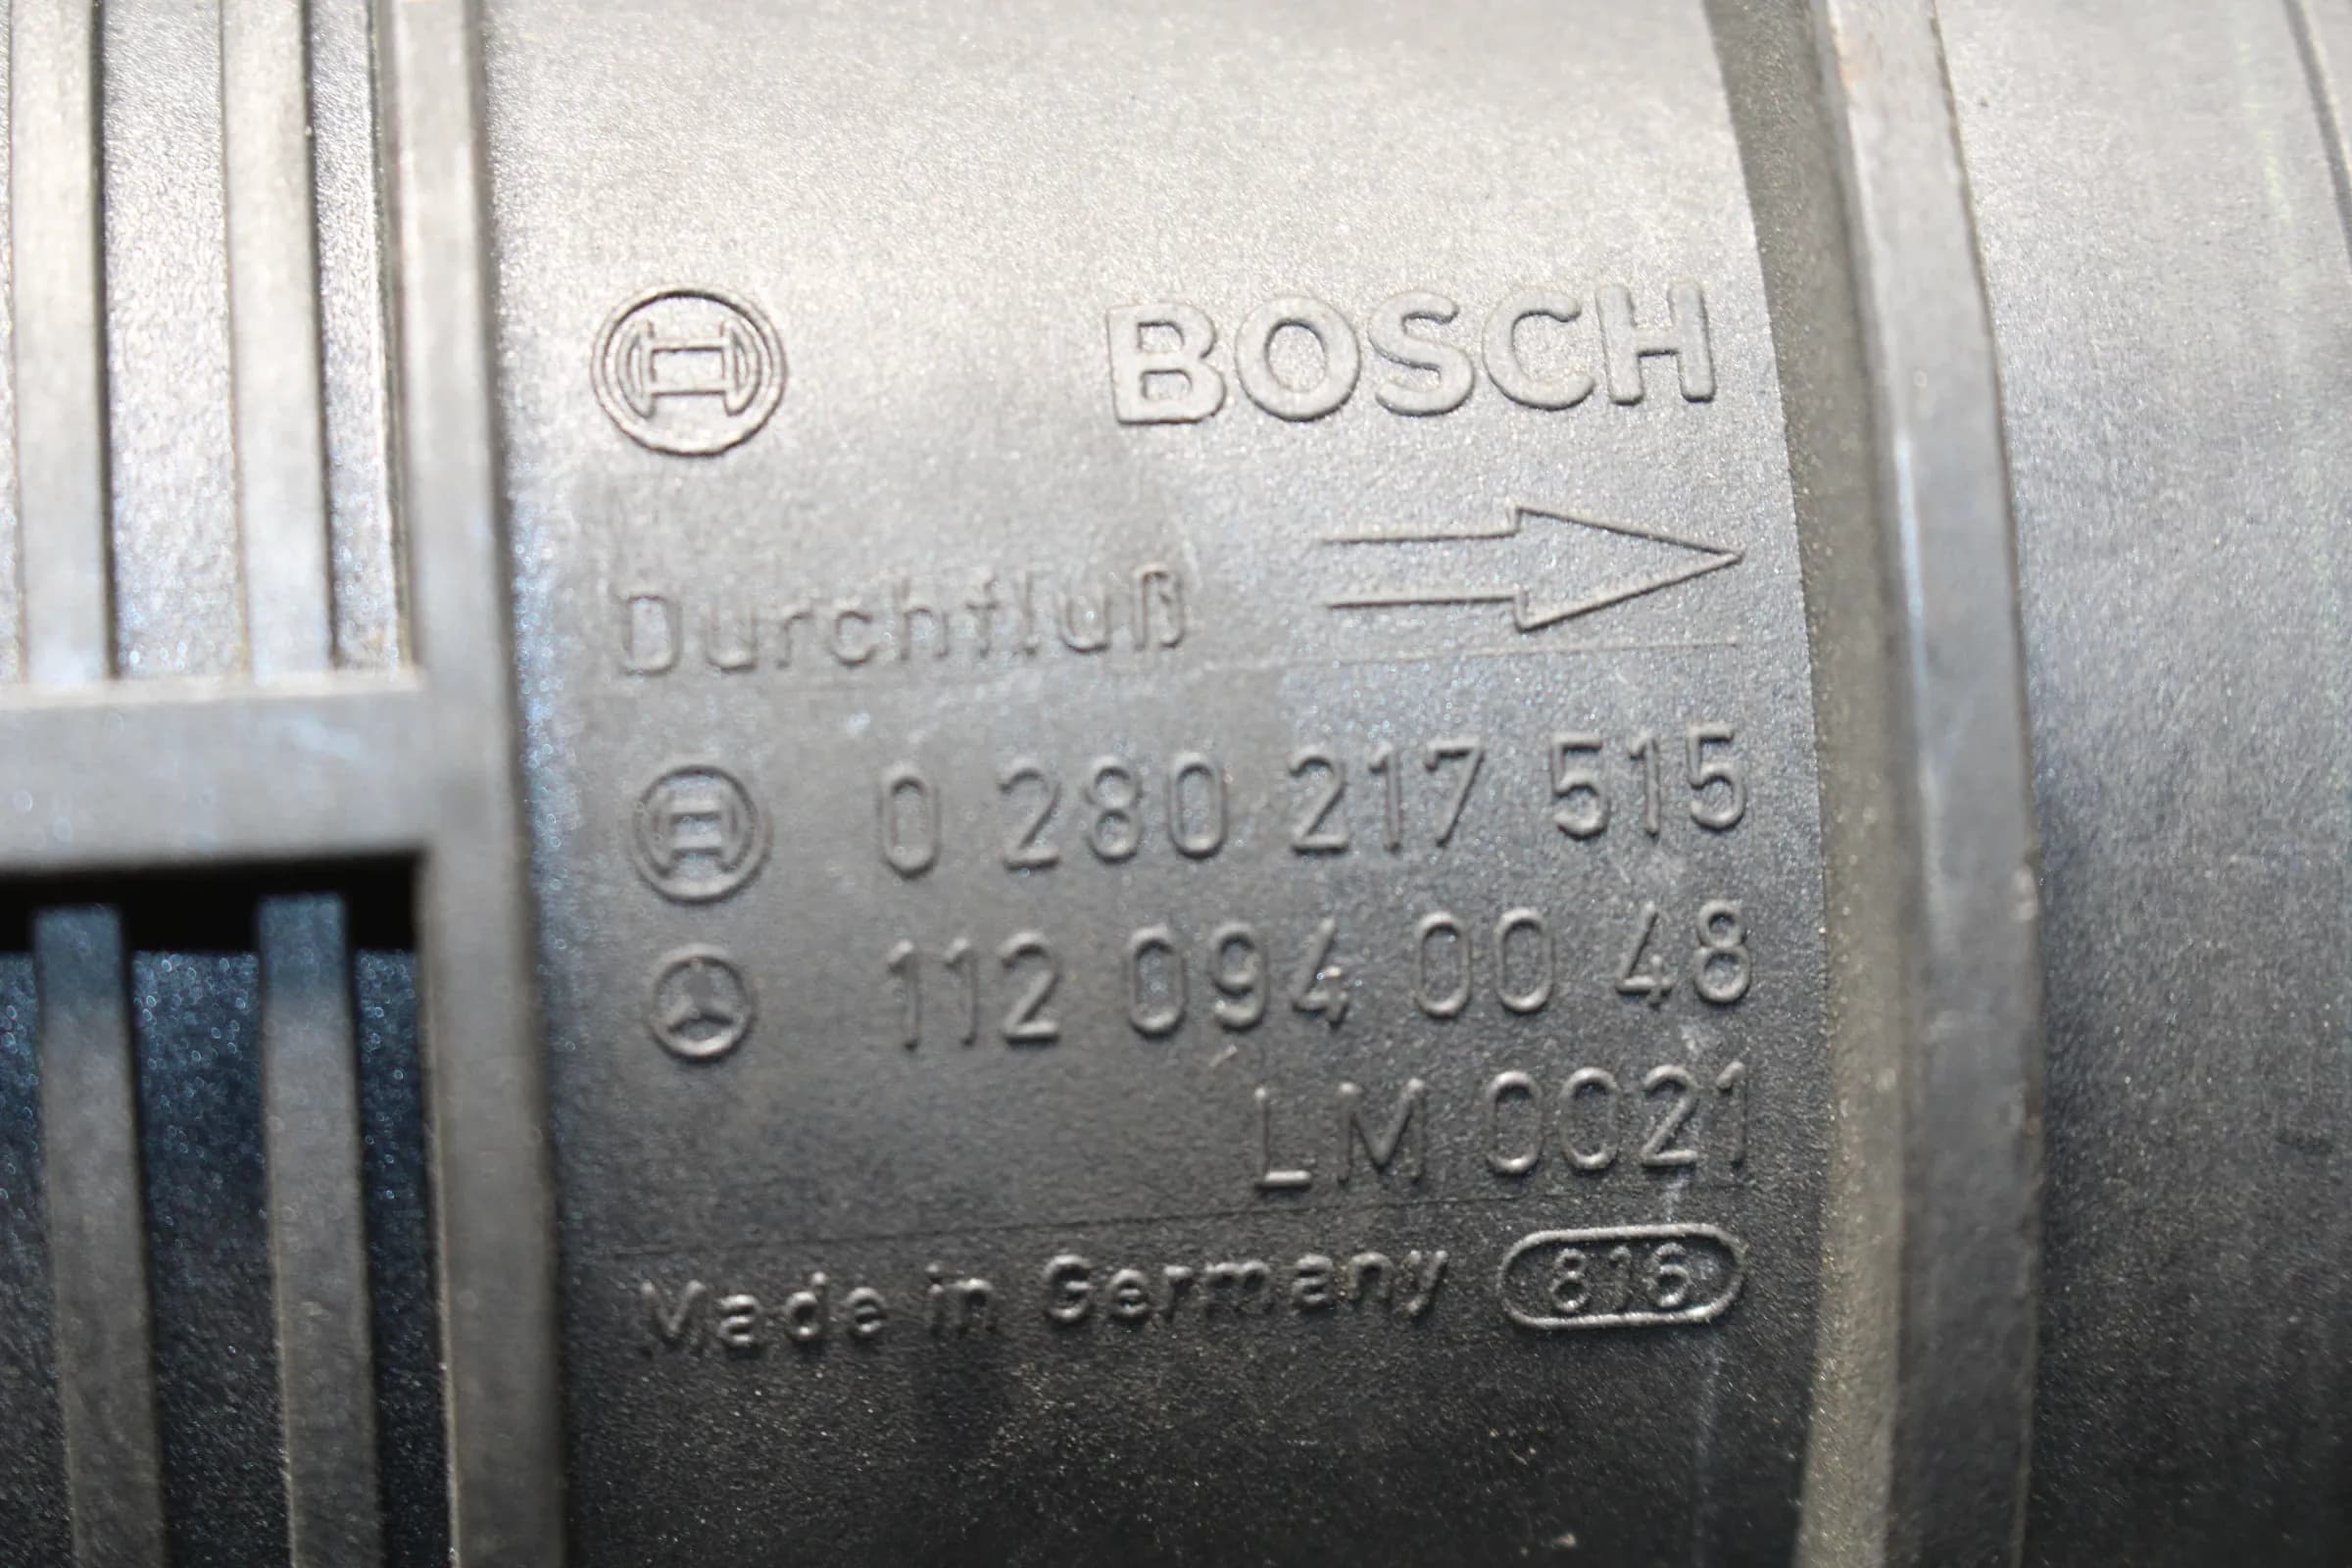 BOSCH
Durchfluß
0 280 217 515
112 094 00 48
LM 0021
Made in Germany 816